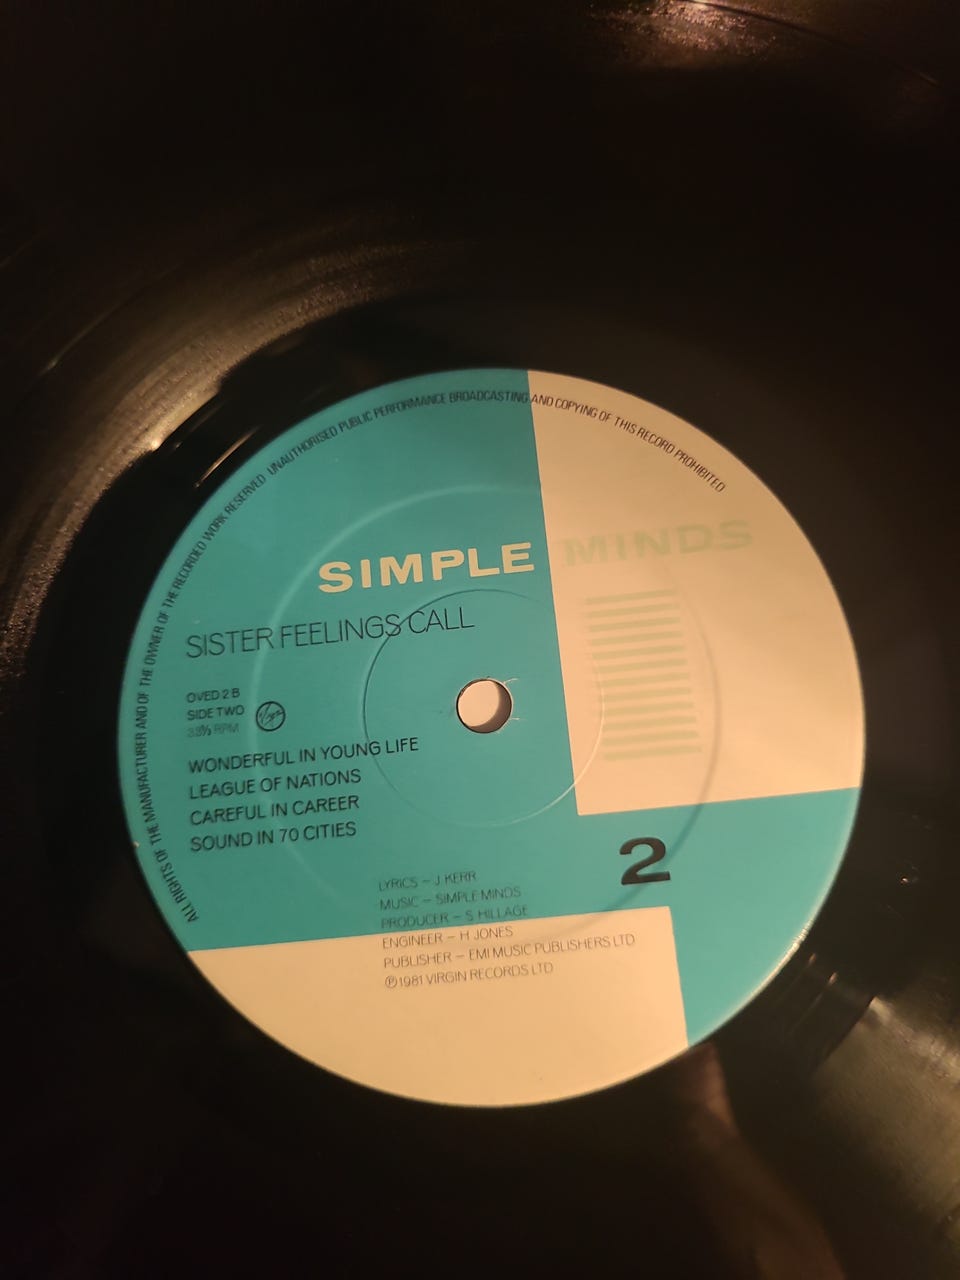 ALL RIGHTS OF THE MANUFACTURER AND OF THE OWNER OF THE RECORDED WORK RESERVED UNAUTHORISED PUBLIC PERFORMANCE BROADCASTING AND COPYING OF THIS RECORD PROHIBITED
SIMPLE MINDS
SISTER FEELINGS CALL
OVED 2 B
SIDE TWO
Virgin
33⅓ RPM
WONDERFUL IN YOUNG LIFE
LEAGUE OF NATIONS
CAREFUL IN CAREER
SOUND IN 70 CITIES
2
LYRICS – J KERR
MUSIC – SIMPLE MINDS
PRODUCER – S HILLAGE
ENGINEER – H JONES
PUBLISHER – EMI MUSIC PUBLISHERS LTD
℗1981 VIRGIN RECORDS LTD